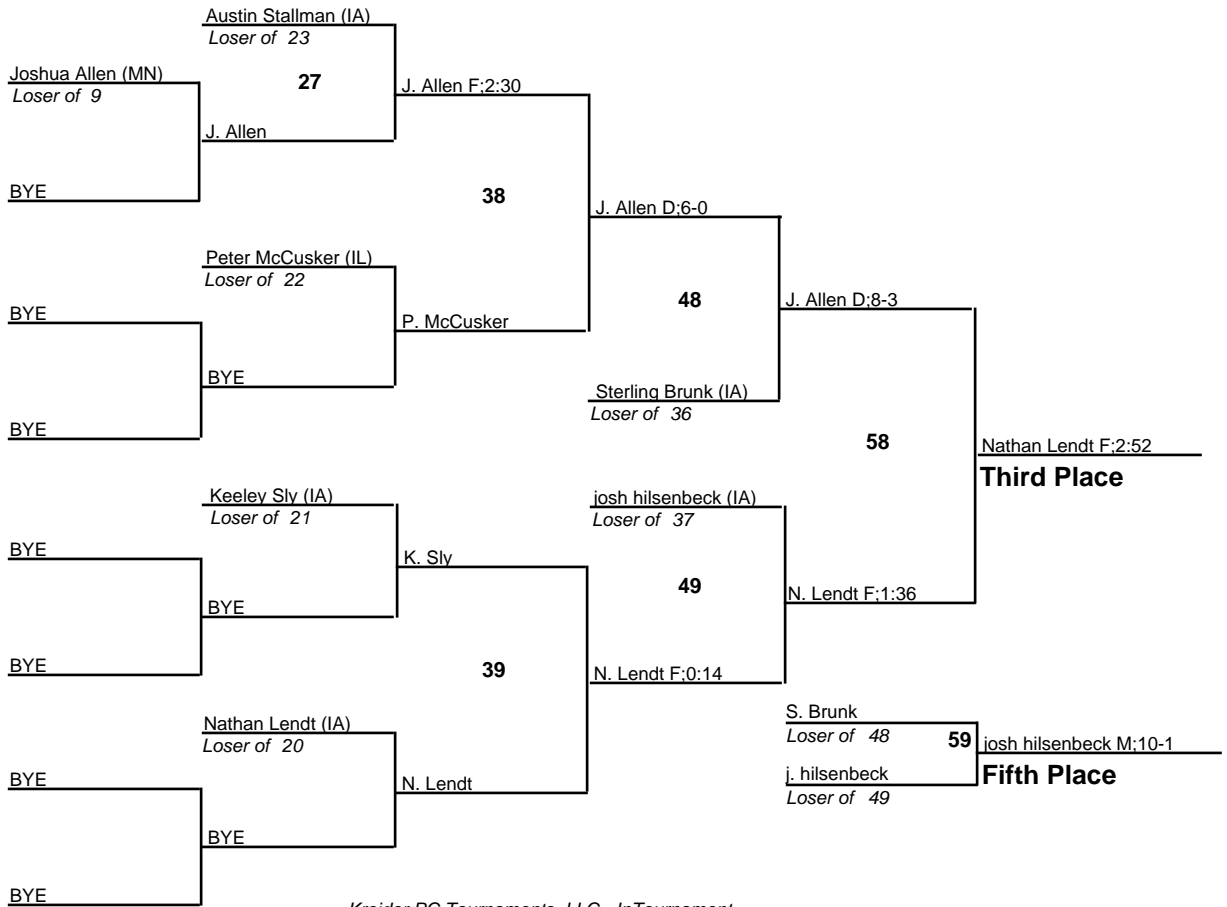 Austin Stallman (IA)
Loser of 23
Joshua Allen (MN)
Loser of 9
27
J. Allen F;2:30
J. Allen
BYE
38
J. Allen D;6-0
Peter McCusker (IL)
Loser of 22
BYE
48
J. Allen D;8-3
P. McCusker
BYE
Sterling Brunk (IA)
Loser of 36
BYE
58
Nathan Lendt F;2:52
Third Place
Keeley Sly (IA)
Loser of 21
josh hilsenbeck (IA)
Loser of 37
BYE
K. Sly
49
N. Lendt F;1:36
BYE
BYE
39
N. Lendt F;0:14
Nathan Lendt (IA)
Loser of 20
S. Brunk
Loser of 48
59
josh hilsenbeck M;10-1
Fifth Place
BYE
N. Lendt
j. hilsenbeck
Loser of 49
BYE
BYE